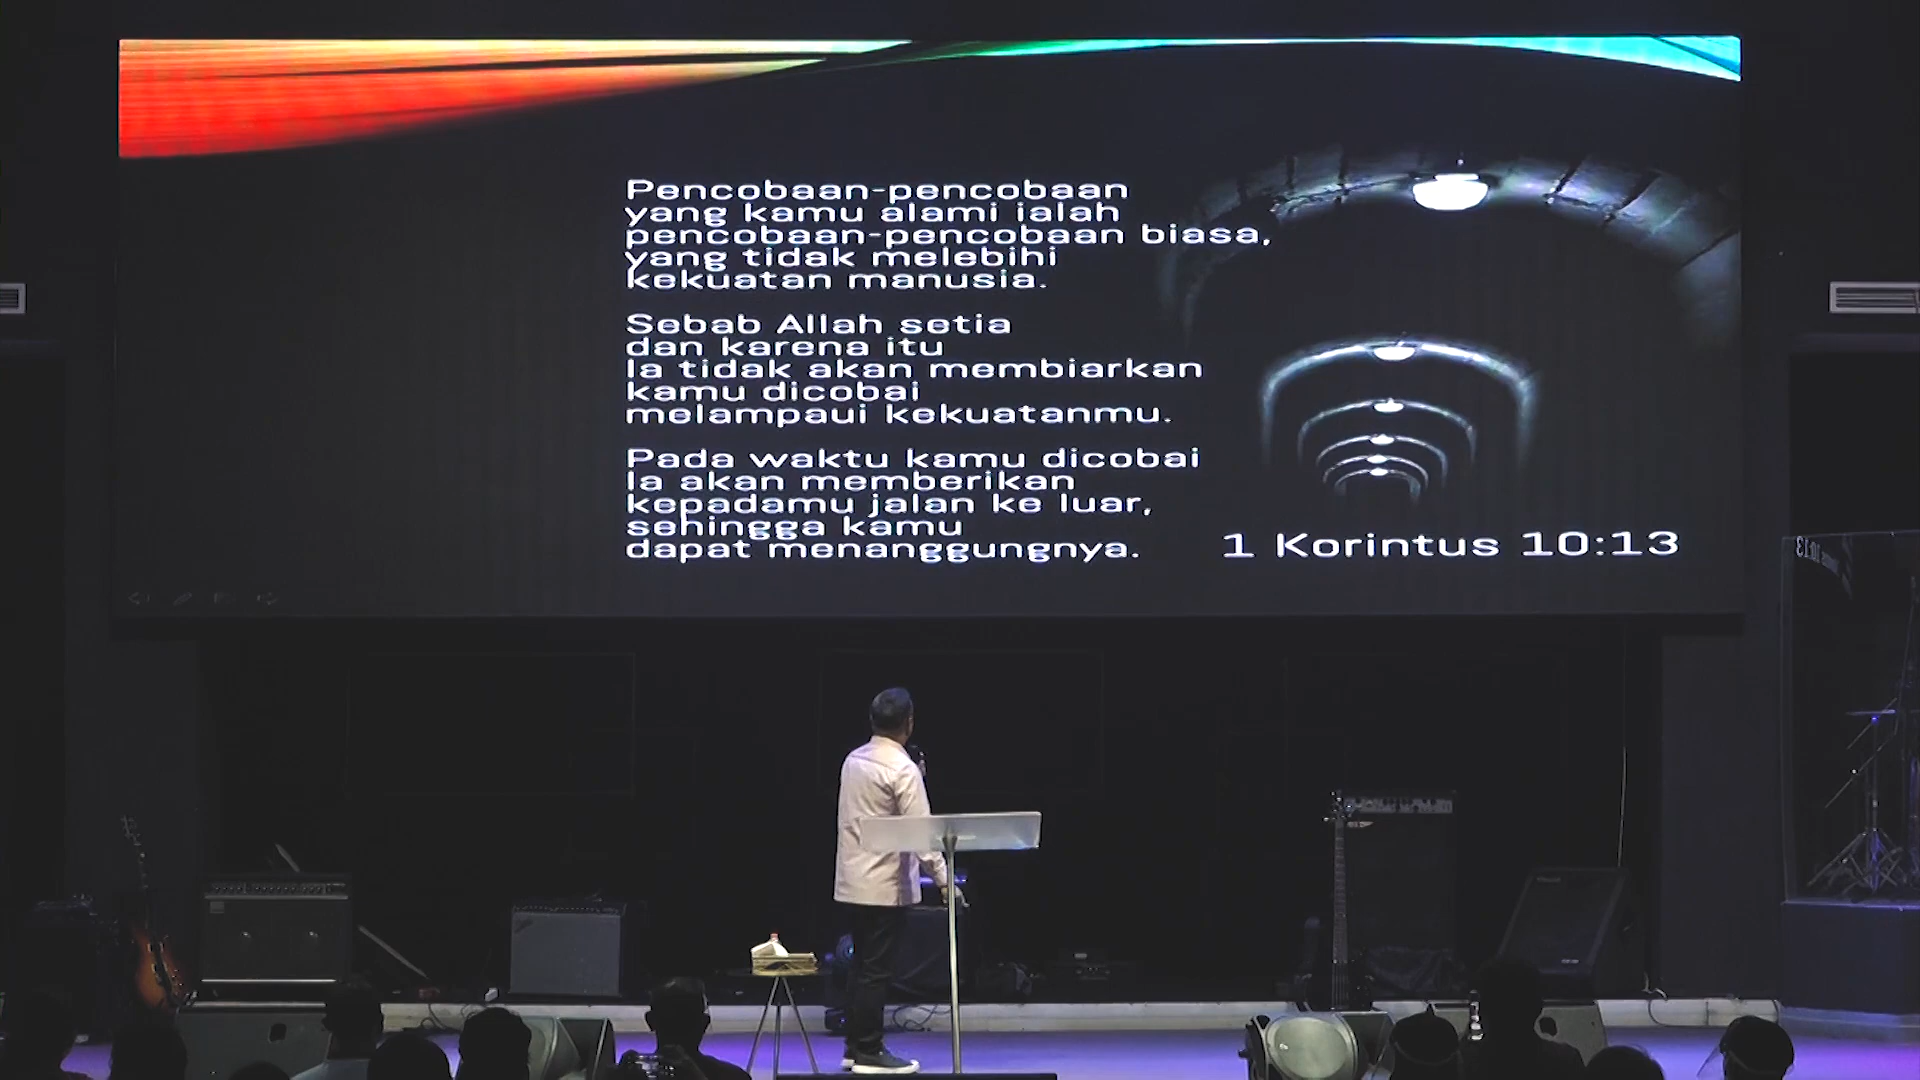 Pencobaan-pencobaan
yang kamu alami ialah
pencobaan-pencobaan biasa,
yang tidak melebihi
kekuatan manusia.
Sebab Allah setia
dan karena itu
Ia tidak akan membiarkan
kamu dicobai
melampaui kekuatanmu.
Pada waktu kamu dicobai
Ia akan memberikan
kepadamu jalan ke luar,
sehingga kamu
dapat menanggungnya.
1 Korintus 10:13